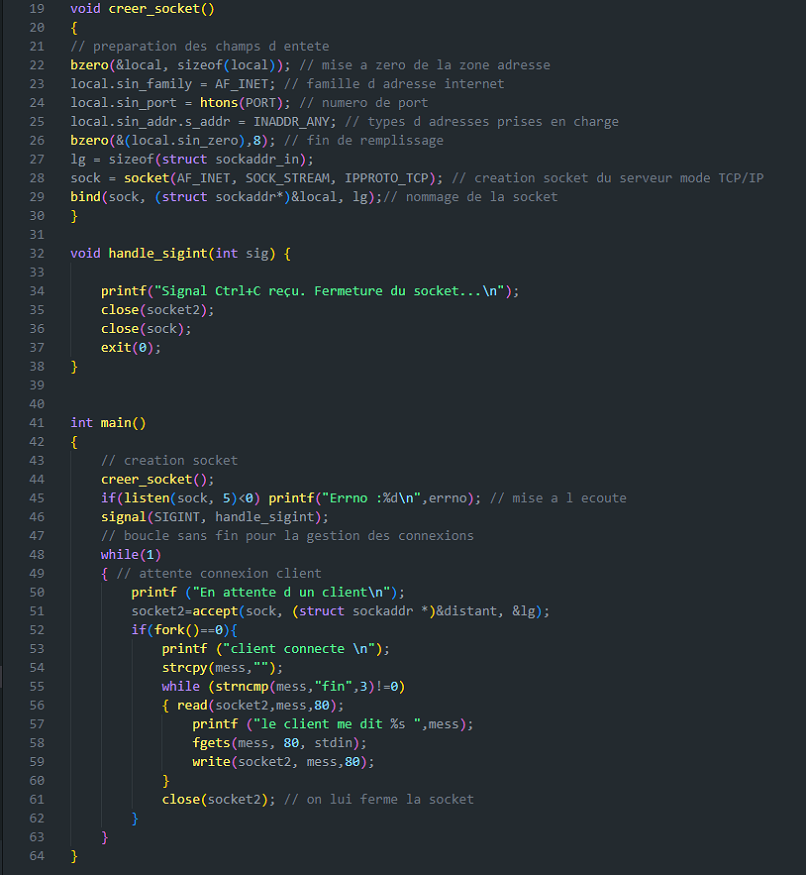 19 void creer_socket()
20 {
21 // preparation des champs d entete
22 bzero(&local, sizeof(local)); // mise a zero de la zone adresse
23 local.sin_family = AF_INET; // famille d adresse internet
24 local.sin_port = htons(PORT); // numero de port
25 local.sin_addr.s_addr = INADDR_ANY; // types d adresses prises en charge
26 bzero(&(local.sin_zero),8); // fin de remplissage
27 lg = sizeof(struct sockaddr_in);
28 sock = socket(AF_INET, SOCK_STREAM, IPPROTO_TCP); // creation socket du serveur mode TCP/IP
29 bind(sock, (struct sockaddr*)&local, lg);// nommage de la socket
30 }
31
32 void handle_sigint(int sig) {
33
34 printf("Signal Ctrl+C reçu. Fermeture du socket...\n");
35 close(socket2);
36 close(sock);
37 exit(0);
38 }
39
40
41 int main()
42 {
43 // creation socket
44 creer_socket();
45 if(listen(sock, 5)<0) printf("Errno :%d\n",errno); // mise a l ecoute
46 signal(SIGINT, handle_sigint);
47 // boucle sans fin pour la gestion des connexions
48 while(1)
49 { // attente connexion client
50 printf ("En attente d un client\n");
51 socket2=accept(sock, (struct sockaddr *)&distant, &lg);
52 if(fork()==0){
53 printf ("client connecte \n");
54 strcpy(mess,"");
55 while (strncmp(mess,"fin",3)!=0)
56 { read(socket2,mess,80);
57 printf ("le client me dit %s ",mess);
58 fgets(mess, 80, stdin);
59 write(socket2, mess,80);
60 }
61 close(socket2); // on lui ferme la socket
62 }
63 }
64 }